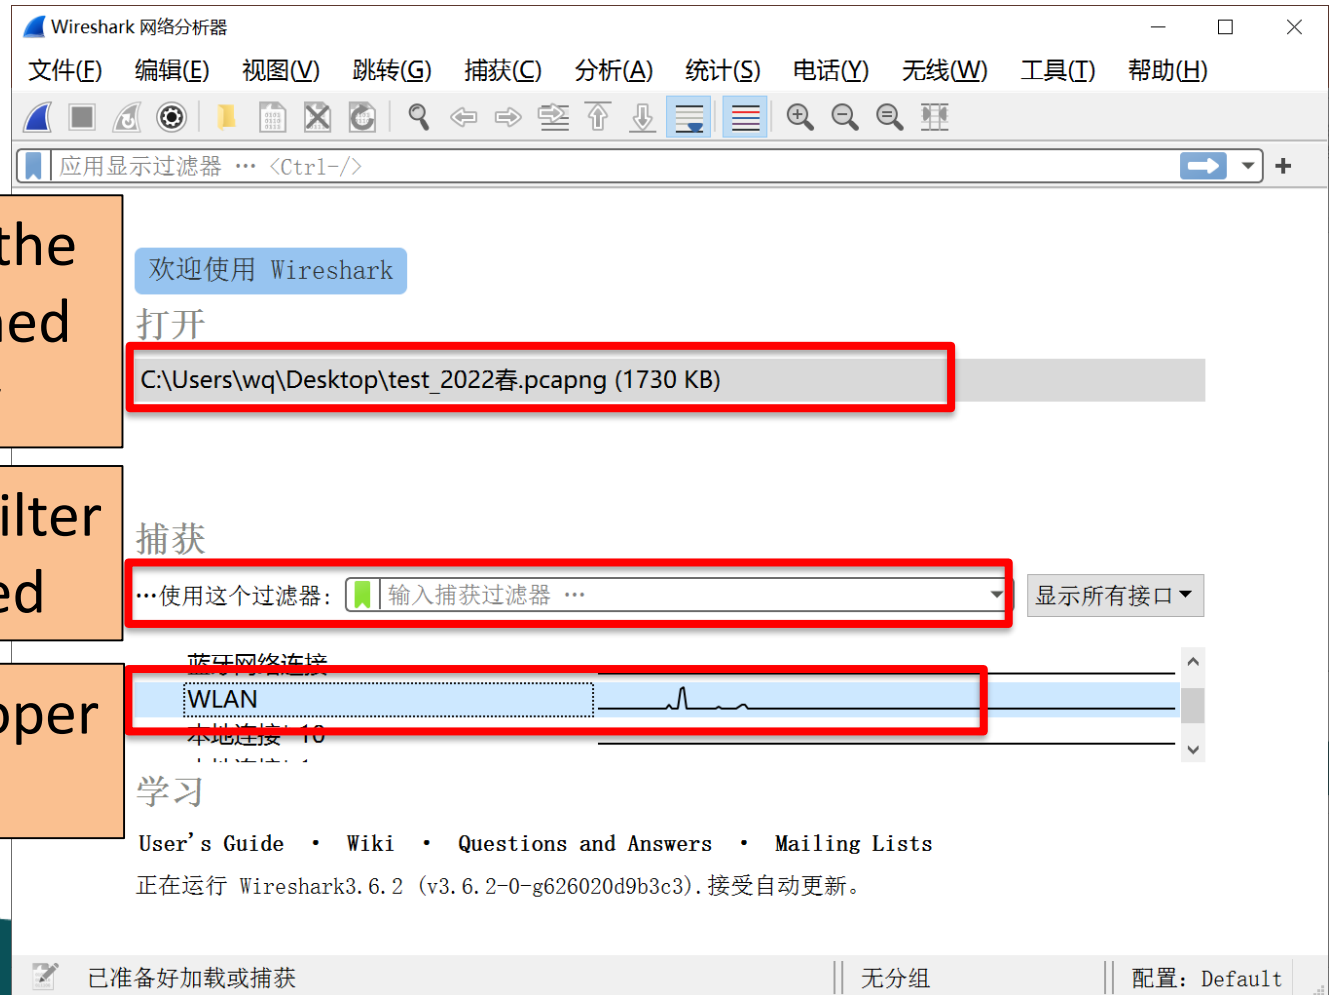 Wireshark 网络分析器
文件(F) 编辑(E) 视图(V) 跳转(G) 捕获(C) 分析(A) 统计(S) 电话(Y) 无线(W) 工具(T) 帮助(H)
应用显示过滤器 … <Ctrl-/>
the
欢迎使用 Wireshark
打开
C:\Users\wq\Desktop\test_2022春.pcapng (1730 KB)
捕获
…使用这个过滤器: 输入捕获过滤器 … 显示所有接口
蓝牙网络连接
WLAN
学习
User's Guide · Wiki · Questions and Answers · Mailing Lists
正在运行 Wireshark3.6.2 (v3.6.2-0-g626020d9b3c3).接受自动更新。
已准备好加载或捕获 无分组 配置: Default